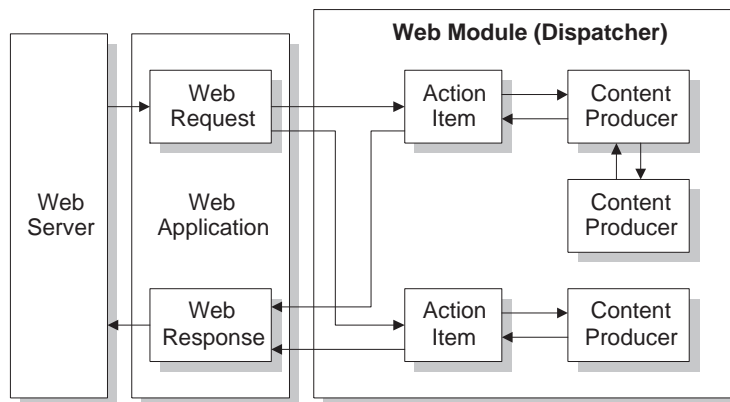 Web Module (Dispatcher)
Web
Request
Action
Item
Content
Producer
Web
Server
Web
Application
Content
Producer
Web
Response
Action
Item
Content
Producer